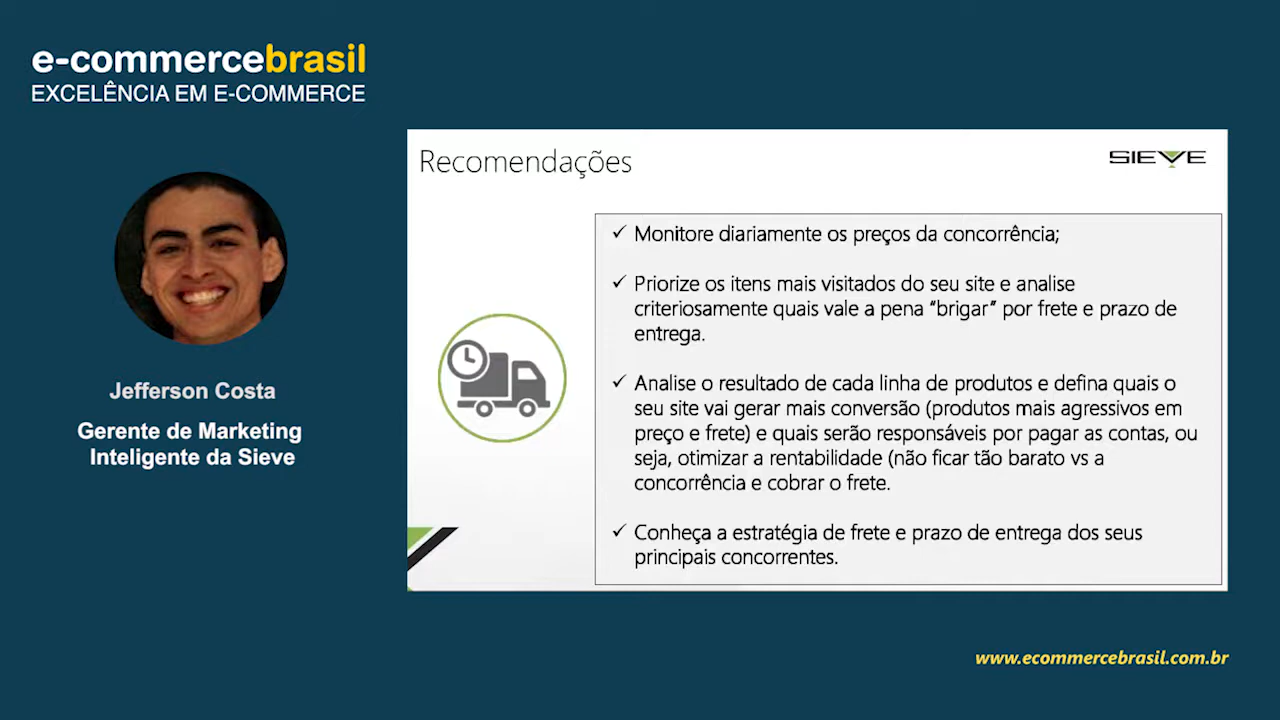 e-commercebrasil
EXCELÊNCIA EM E-COMMERCE
Jefferson Costa
Gerente de Marketing
Inteligente da Sieve
Recomendações
SIEVE
✓ Monitore diariamente os preços da concorrência;
✓ Priorize os itens mais visitados do seu site e analise
criteriosamente quais vale a pena “brigar” por frete e prazo de
entrega.
✓ Analise o resultado de cada linha de produtos e defina quais o
seu site vai gerar mais conversão (produtos mais agressivos em
preço e frete) e quais serão responsáveis por pagar as contas, ou
seja, otimizar a rentabilidade (não ficar tão barato vs a
concorrência e cobrar o frete.
✓ Conheça a estratégia de frete e prazo de entrega dos seus
principais concorrentes.
www.ecommercebrasil.com.br